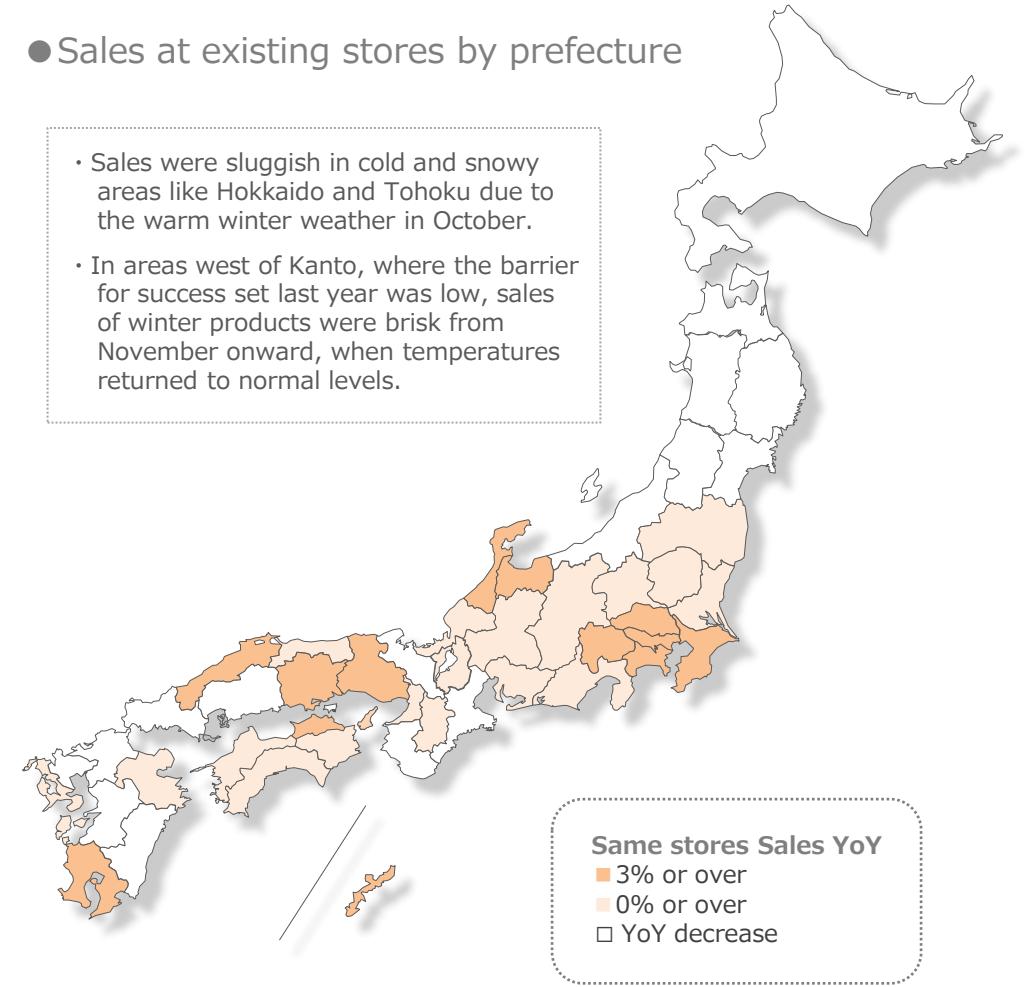 ●Sales at existing stores by prefecture
・Sales were sluggish in cold and snowy
areas like Hokkaido and Tohoku due to
the warm winter weather in October.
・In areas west of Kanto, where the barrier
for success set last year was low, sales
of winter products were brisk from
November onward, when temperatures
returned to normal levels.
Same stores Sales YoY
3% or over
0% or over
YoY decrease